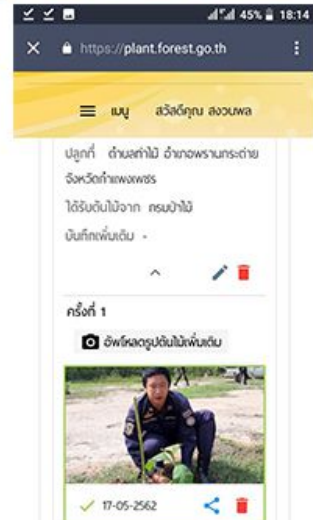 45% 18:14
https://plant.forest.go.th
เมนู สวัสดีคุณ สงวนพล
ปลูกที่ ตำบลท่าไม้ อำเภอพรานกระต่าย
จังหวัดกำแพงเพชร
ได้รับต้นไม้จาก กรมป่าไม้
บันทึกเพิ่มเติม -
ครั้งที่ 1
อัพโหลดรูปต้นไม้เพิ่มเติม
17-05-2562